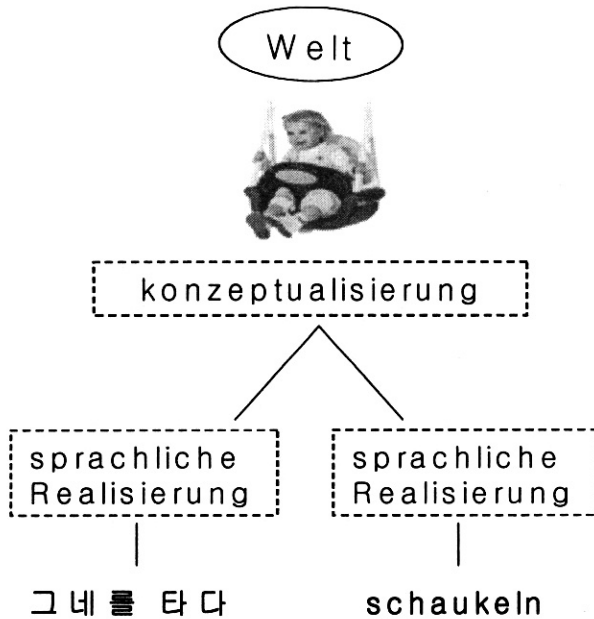 Welt
konzeptualisierung
sprachliche
Realisierung
sprachliche
Realisierung
그네를 타다
schaukeln